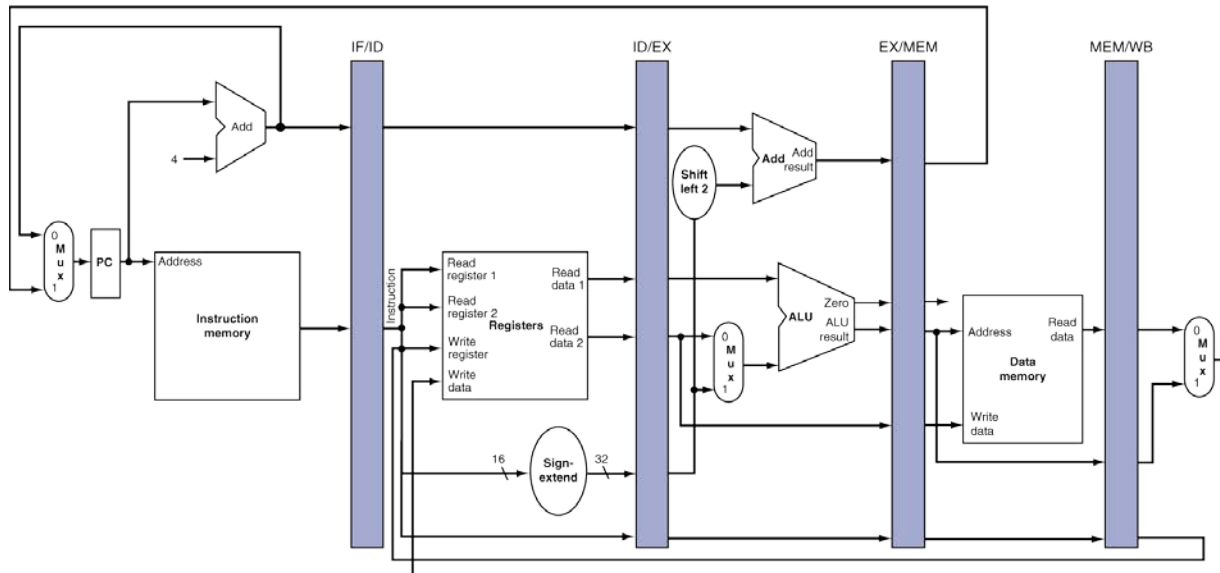 IF/ID
ID/EX
EX/MEM
MEM/WB
Add
4
Add
Add
result
Shift
left 2
0
M
u
x
1
PC
Address
Instruction
memory
Instruction
Read
register 1
Read
register 2
Write
register
Write
data
Registers
Read
data 1
Read
data 2
0
M
u
x
1
Zero
ALU
ALU
result
Address
Read
data
Data
memory
Write
data
0
M
u
x
1
16
Sign-
extend
32